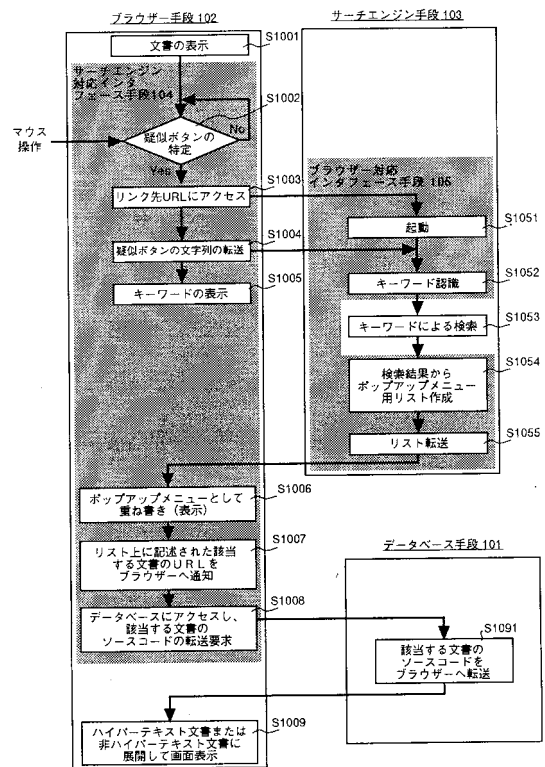 ブラウザー手段102
サーチエンジン手段103
文書の表示
S1001
サーチエンジン
対応インタ
フェース手段104
S1002
マウス
操作
疑似ボタンの
特定
No
Yes
リンク先URLにアクセス
S1003
ブラウザー対応
インタフェース手段105
起動
S1051
疑似ボタンの文字列の転送
S1004
キーワードの表示
S1005
キーワード認識
S1052
キーワードによる検索
S1053
検索結果から
ポップアップメニュー
用リスト作成
S1054
リスト転送
S1055
ポップアップメニューとして
重ね書き（表示）
S1006
リスト上に記述された該当
する文書のURLを
ブラウザーへ通知
S1007
データベース手段101
データベースにアクセスし、
該当する文書の
ソースコードの転送要求
S1008
該当する文書の
ソースコードを
ブラウザーへ転送
S1091
ハイパーテキスト文書または
非ハイパーテキスト文書に
展開して画面表示
S1009